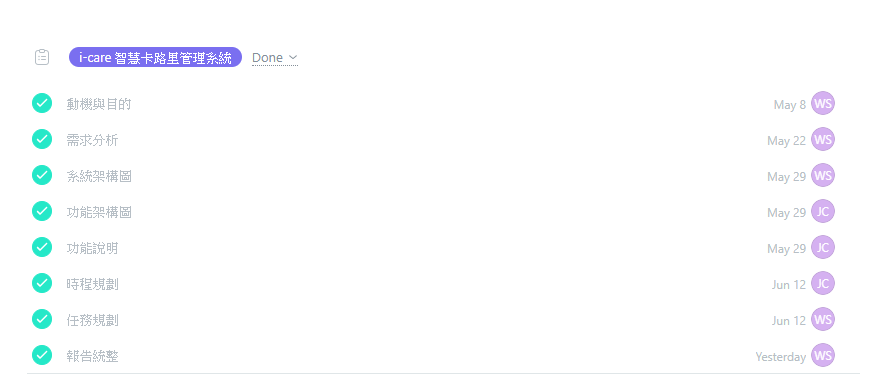 i-care 智慧卡路里管理系統 Done
動機與目的 May 8 WS
需求分析 May 22 WS
系統架構圖 May 29 WS
功能架構圖 May 29 JC
功能說明 May 29 JC
時程規劃 Jun 12 JC
任務規劃 Jun 12 WS
報告統整 Yesterday WS